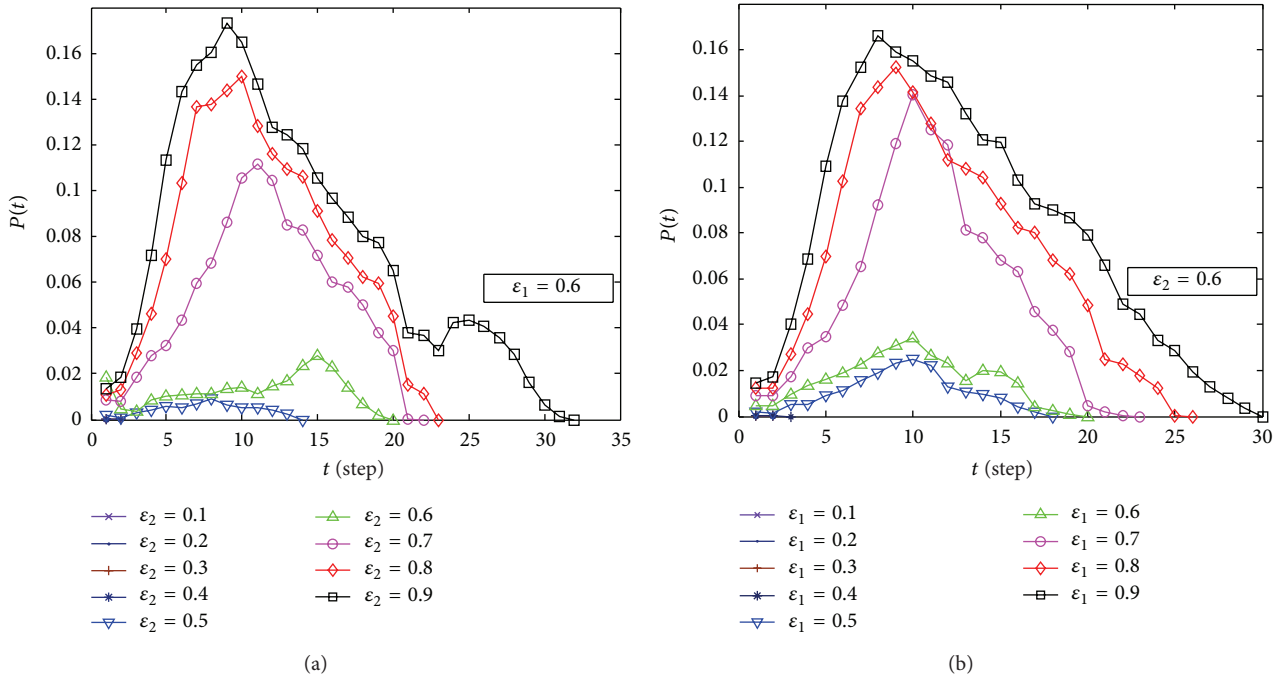 0.16
0.14
0.12
0.1
0.08
0.06
0.04
0.02
0
P(t)
0 5 10 15 20 25 30 35
t (step)
ε1 = 0.6
ε2 = 0.1
ε2 = 0.2
ε2 = 0.3
ε2 = 0.4
ε2 = 0.5
ε2 = 0.6
ε2 = 0.7
ε2 = 0.8
ε2 = 0.9
(a)
0.16
0.14
0.12
0.1
0.08
0.06
0.04
0.02
0
P(t)
0 5 10 15 20 25 30
t (step)
ε2 = 0.6
ε1 = 0.1
ε1 = 0.2
ε1 = 0.3
ε1 = 0.4
ε1 = 0.5
ε1 = 0.6
ε1 = 0.7
ε1 = 0.8
ε1 = 0.9
(b)